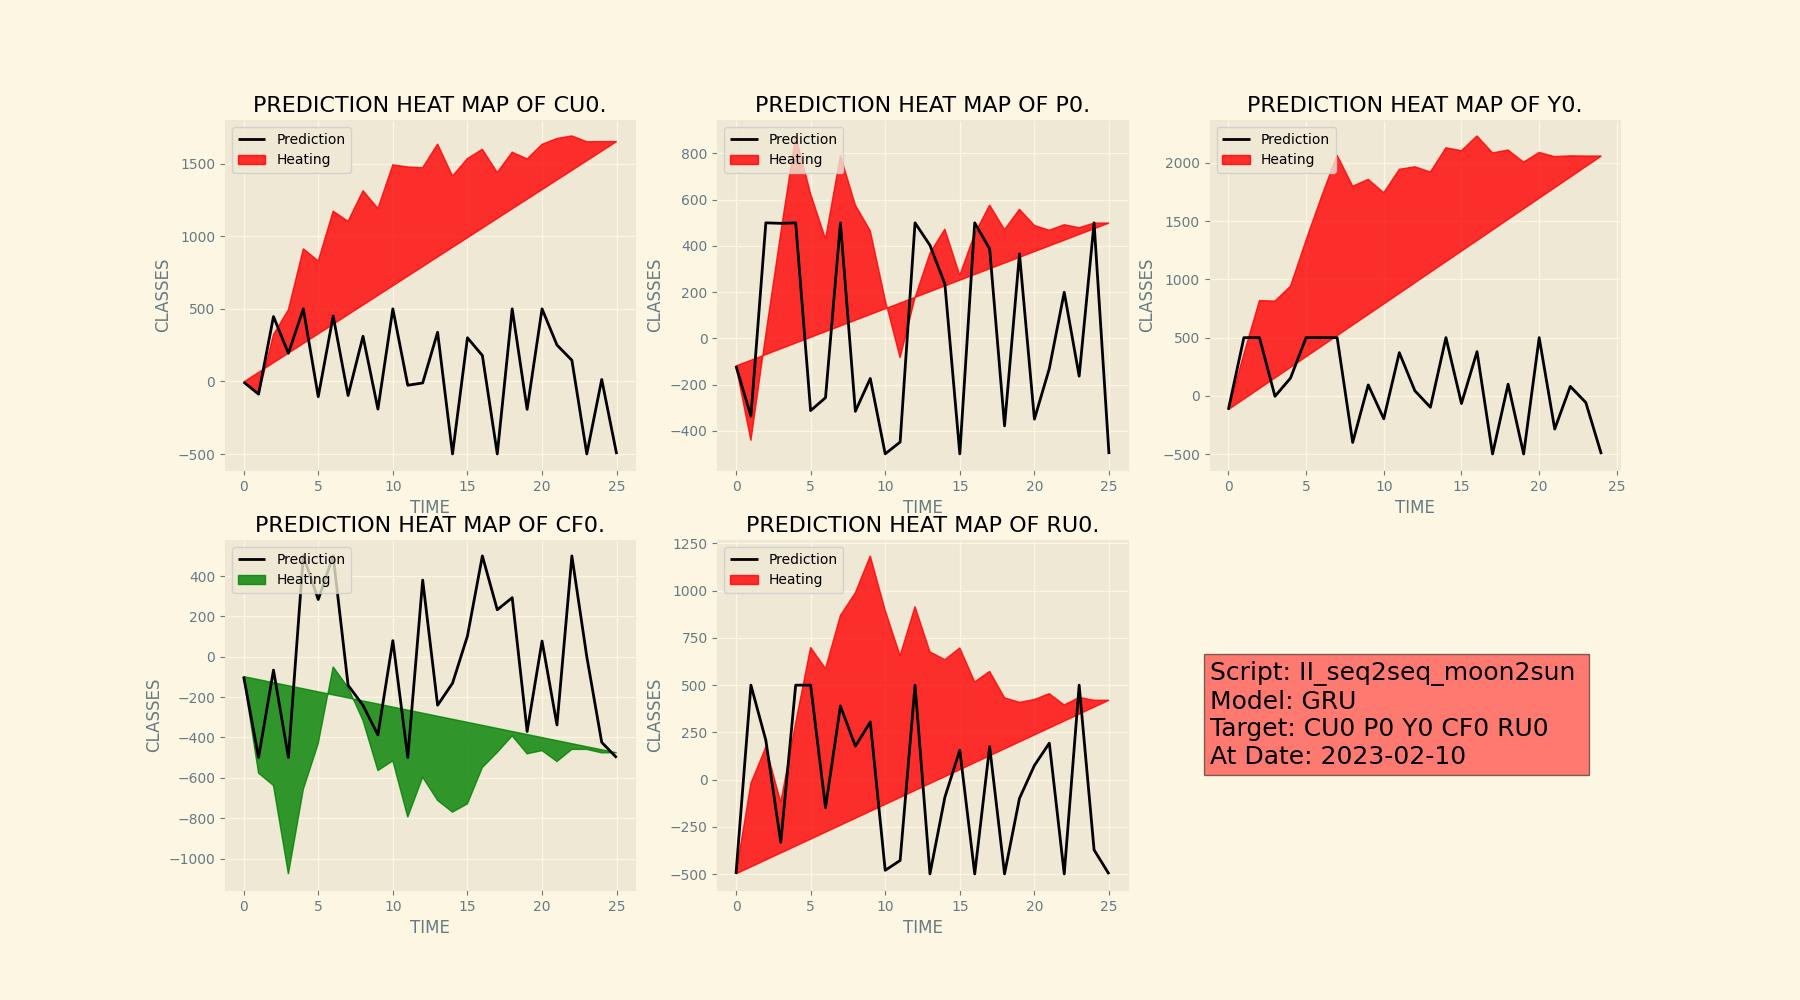 PREDICTION HEAT MAP OF CU0.
Prediction
Heating
CLASSES
1500
1000
500
0
−500
0 5 10 15 20 25
TIME
PREDICTION HEAT MAP OF P0.
Prediction
Heating
CLASSES
800
600
400
200
0
−200
−400
0 5 10 15 20 25
TIME
PREDICTION HEAT MAP OF Y0.
Prediction
Heating
CLASSES
2000
1500
1000
500
0
−500
0 5 10 15 20 25
TIME
PREDICTION HEAT MAP OF CF0.
Prediction
Heating
CLASSES
400
200
0
−200
−400
−600
−800
−1000
0 5 10 15 20 25
TIME
PREDICTION HEAT MAP OF RU0.
Prediction
Heating
CLASSES
1250
1000
750
500
250
0
−250
−500
0 5 10 15 20 25
TIME
Script: II_seq2seq_moon2sun
Model: GRU
Target: CU0 P0 Y0 CF0 RU0
At Date: 2023-02-10